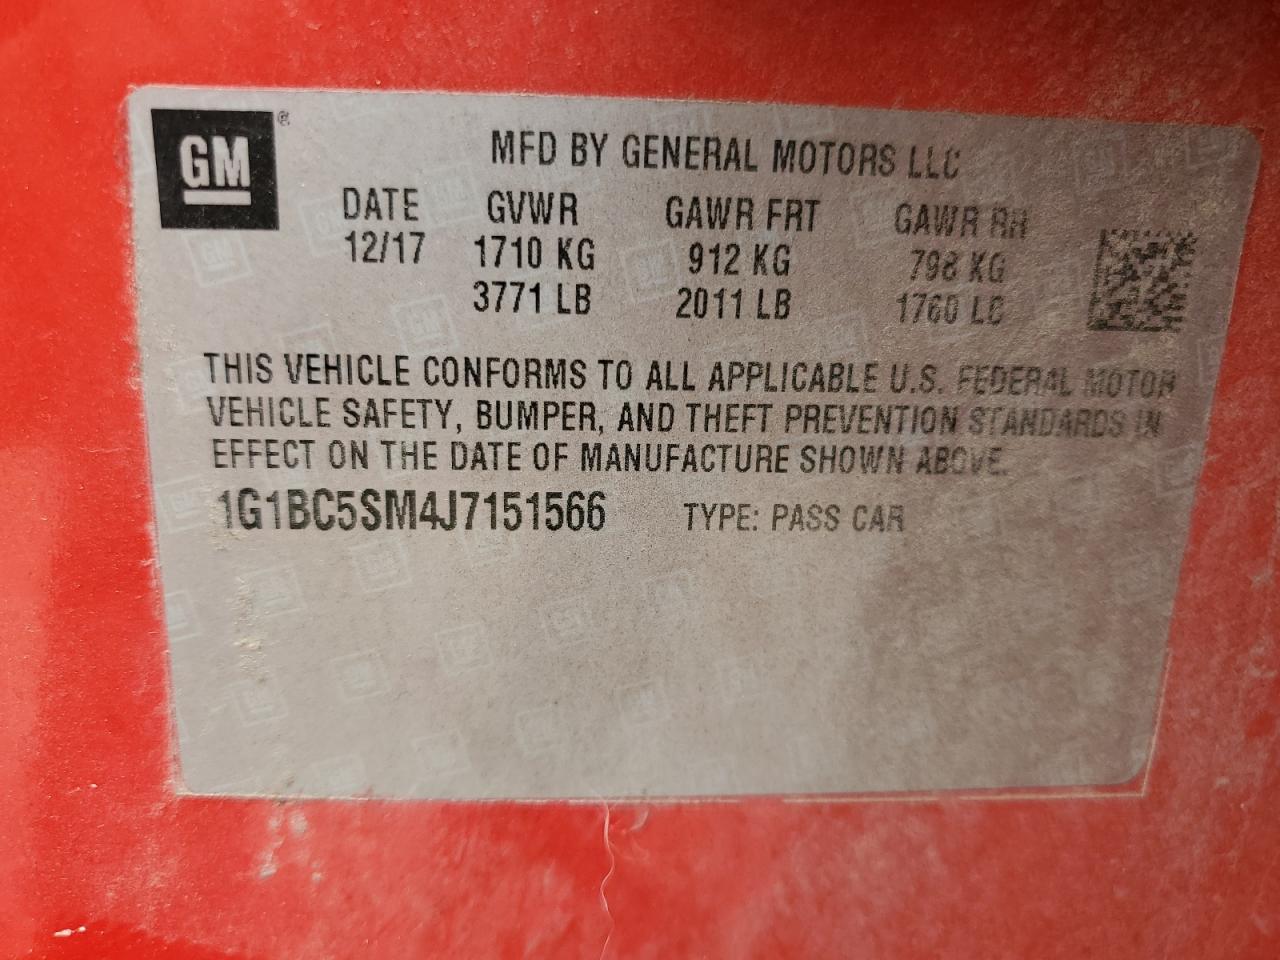 GM
MFD BY GENERAL MOTORS LLC
DATE GVWR GAWR FRT GAWR RR
12/17 1710 KG 912 KG 798 KG
3771 LB 2011 LB 1760 LB
THIS VEHICLE CONFORMS TO ALL APPLICABLE U.S. FEDERAL MOTOR
VEHICLE SAFETY, BUMPER, AND THEFT PREVENTION STANDARDS IN
EFFECT ON THE DATE OF MANUFACTURE SHOWN ABOVE.
1G1BC5SM4J7151566 TYPE: PASS CAR